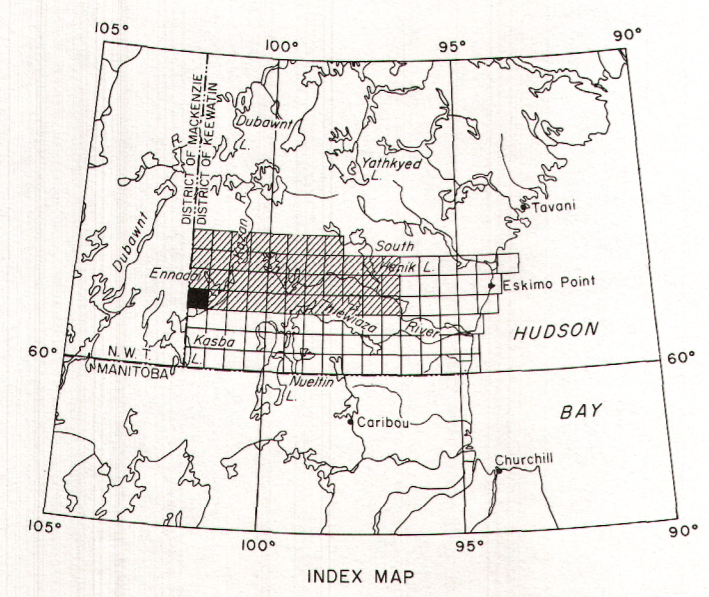 105°
100°
95°
90°
DISTRICT OF MACKENZIE
DISTRICT OF KEEWATIN
Dubawnt
L.
Yathkyed
L.
Tavani
Dubawnt
Kazan R.
South
Henik L.
Ennadai
Eskimo Point
Thlewiaza
River
HUDSON
Kasba
L.
60°
N. W. T.
60°
MANITOBA
Nueltin
L.
BAY
Caribou
Churchill
105°
100°
95°
90°
INDEX MAP